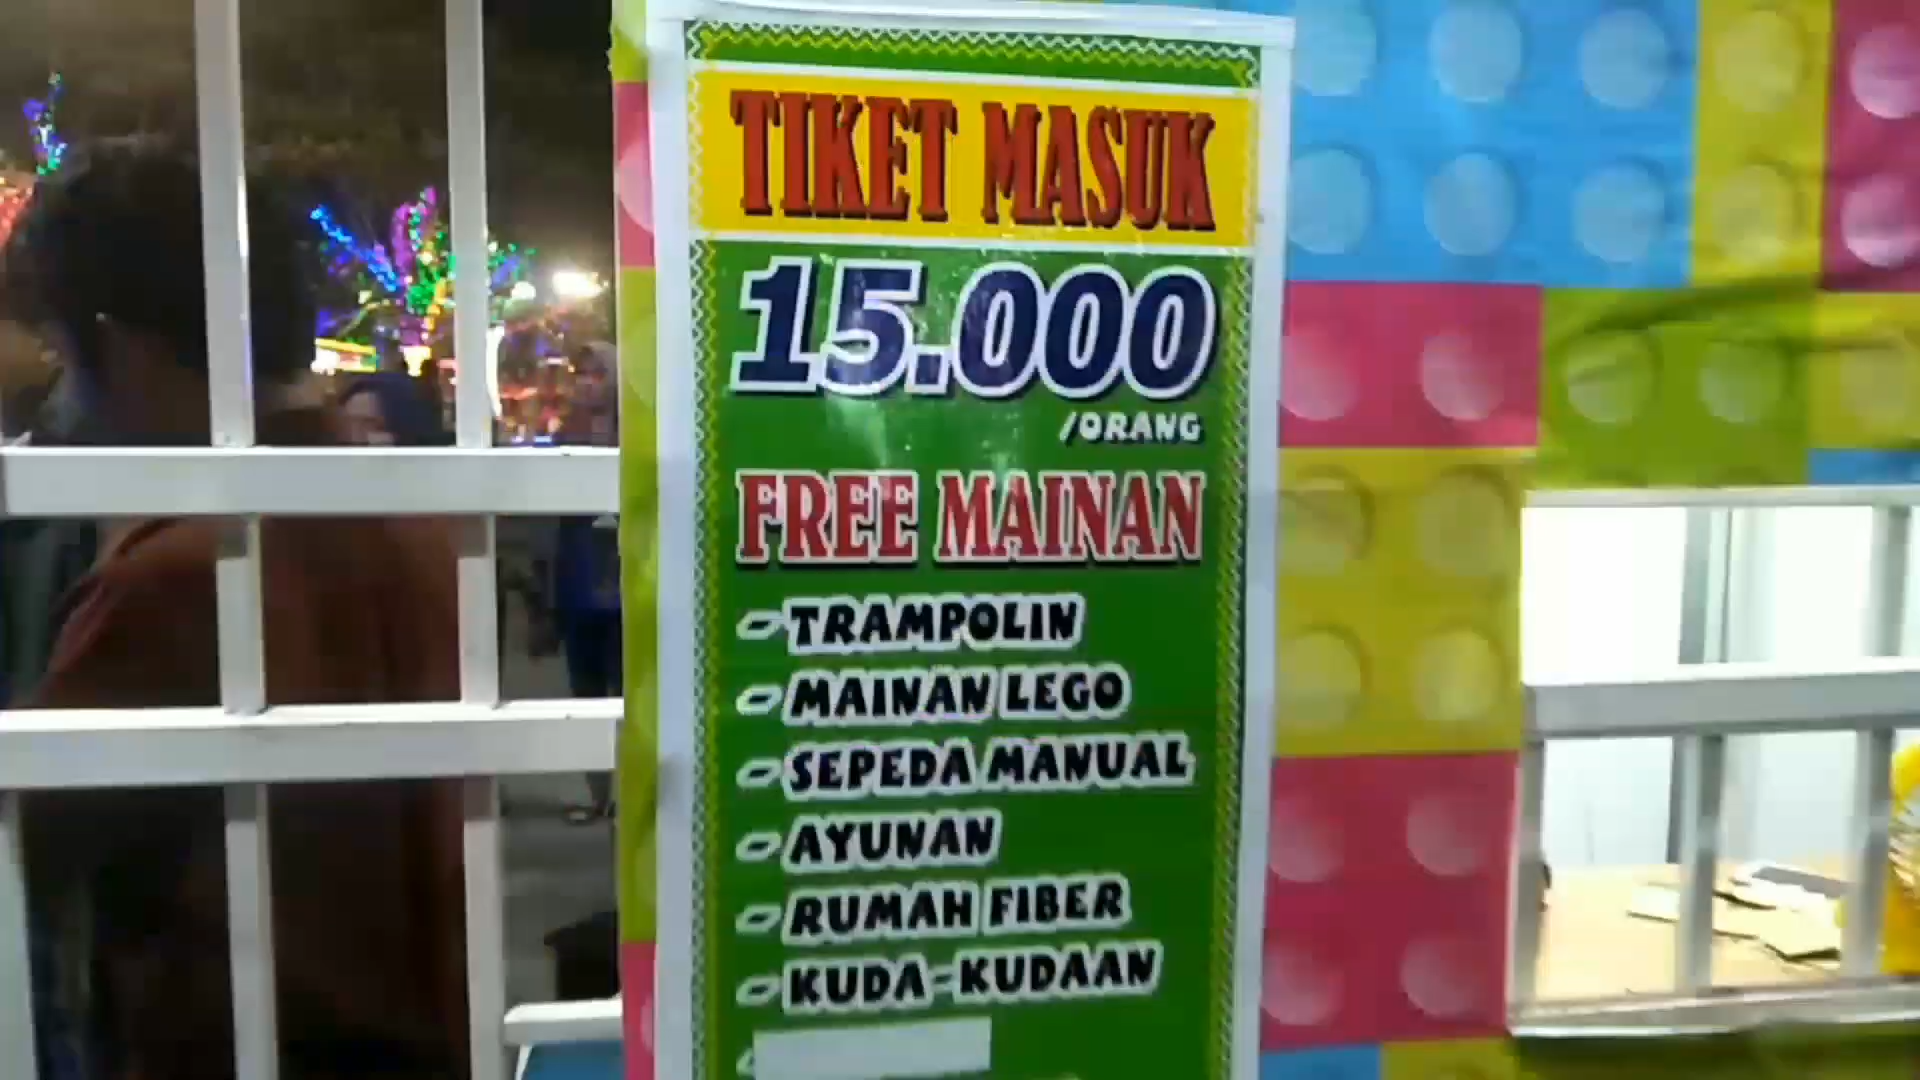 TIKET MASUK
15.000
/ORANG
FREE MAINAN
- TRAMPOLIN
- MAINAN LEGO
- SEPEDA MANUAL
- AYUNAN
- RUMAH FIBER
- KUDA-KUDAAN